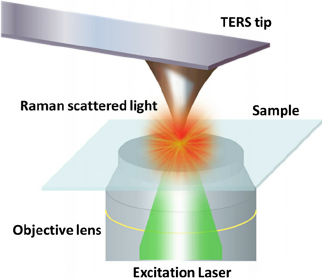 TERS tip
Raman scattered light
Sample
Objective lens
Excitation Laser